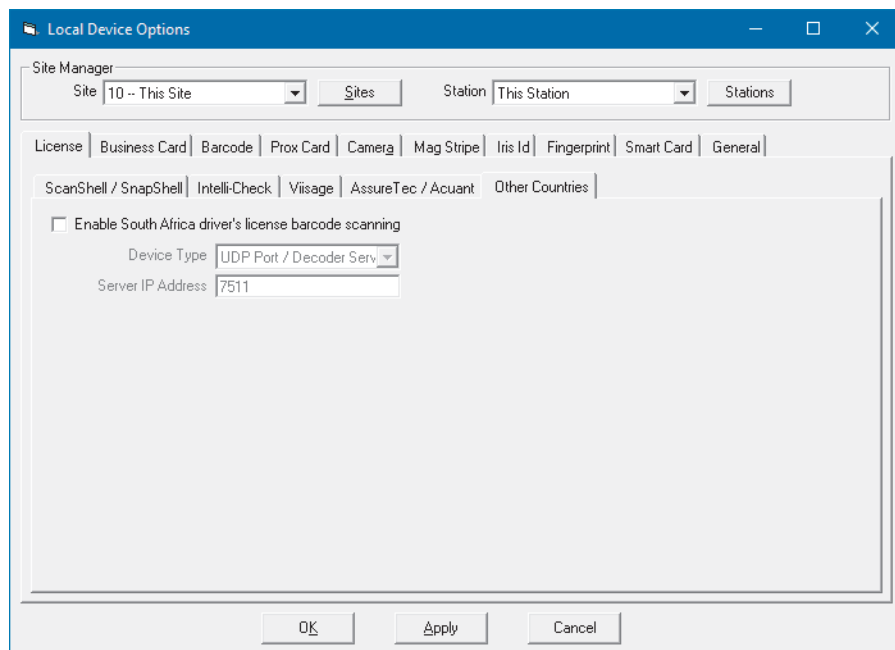 Local Device Options
Site Manager
Site 10 -- This Site Sites Station This Station Stations
License Business Card Barcode Prox Card Camera Mag Stripe Iris Id Fingerprint Smart Card General
ScanShell / SnapShell Intelli-Check Viisage AssureTec / Acuant Other Countries
Enable South Africa driver's license barcode scanning
Device Type UDP Port / Decoder Serv
Server IP Address 7511
OK Apply Cancel